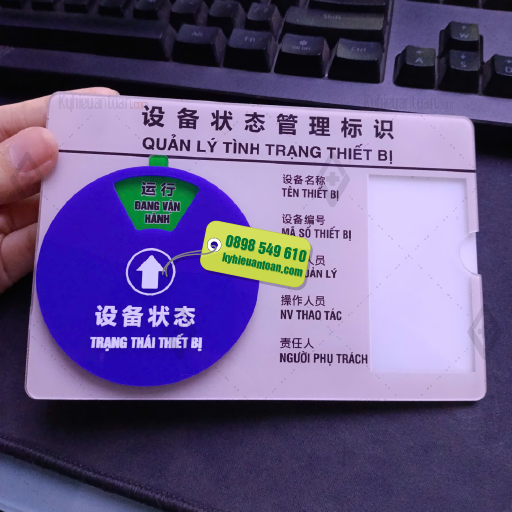 Kyhieuantoan.com
设备状态管理标识
QUẢN LÝ TÌNH TRẠNG THIẾT BỊ
运行
ĐANG VẬN
HÀNH
设备状态
TRẠNG THÁI THIẾT BỊ
0898 549 610
kyhieuantoan.com
设备名称
TÊN THIẾT BỊ
设备编号
MÃ SỐ THIẾT BỊ
人员
QUẢN LÝ
操作人员
NV THAO TÁC
责任人
NGƯỜI PHỤ TRÁCH
Shift
W
A
S
D